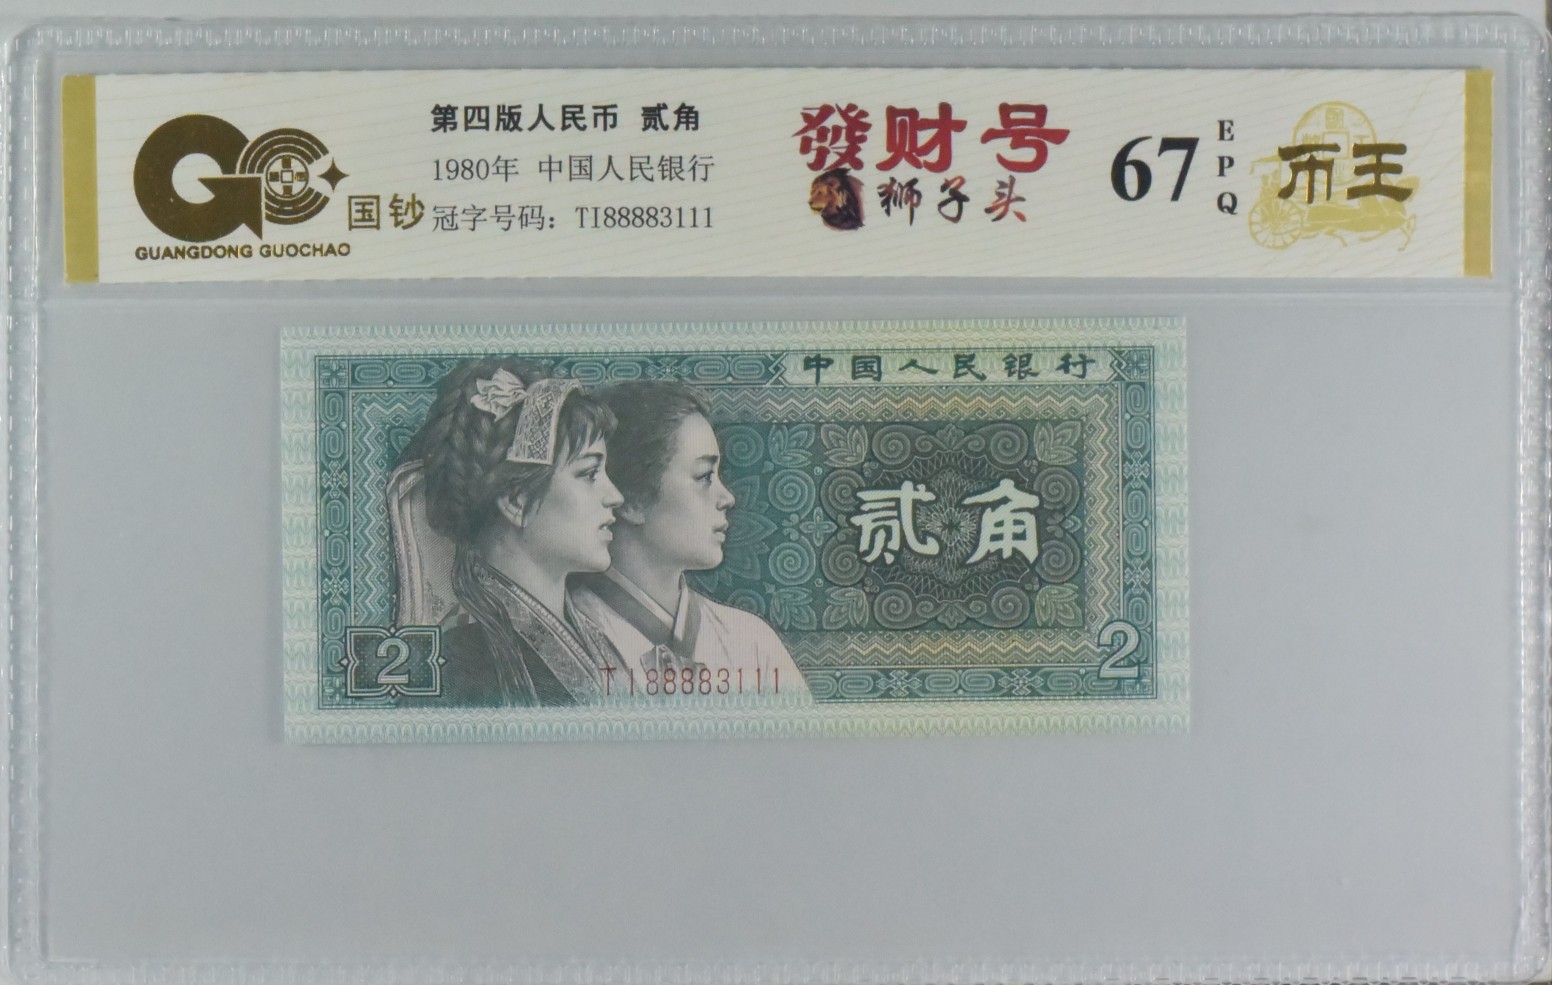 GC
国钞
GUANGDONG GUOCHAO
第四版人民币 贰角
1980年 中国人民银行
冠字号码：TI88883111
發财号
狮子头
67
EPQ
币王
中国人民银行
贰角
2
2
TI88883111